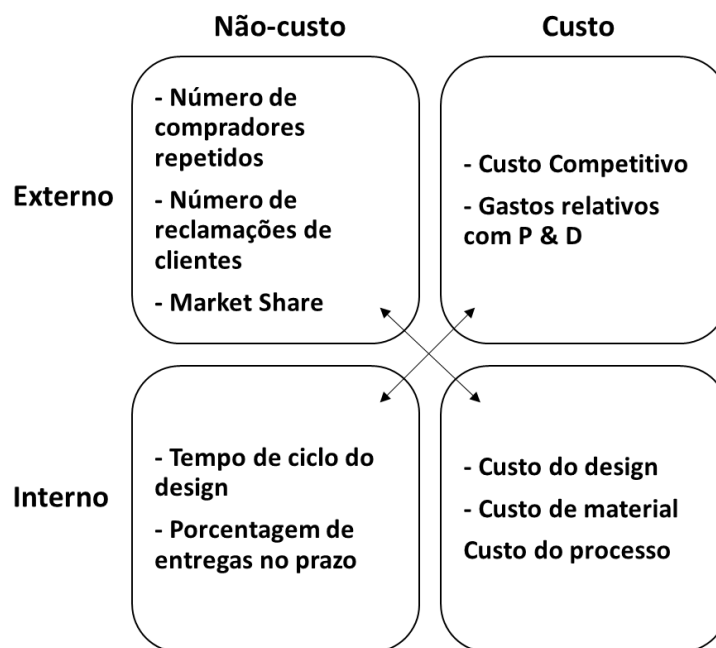 Não-custo
Custo
Externo
- Número de
compradores
repetidos
- Número de
reclamações de
clientes
- Market Share
- Custo Competitivo
- Gastos relativos
com P & D
Interno
- Tempo de ciclo do
design
- Porcentagem de
entregas no prazo
- Custo do design
- Custo de material
Custo do processo